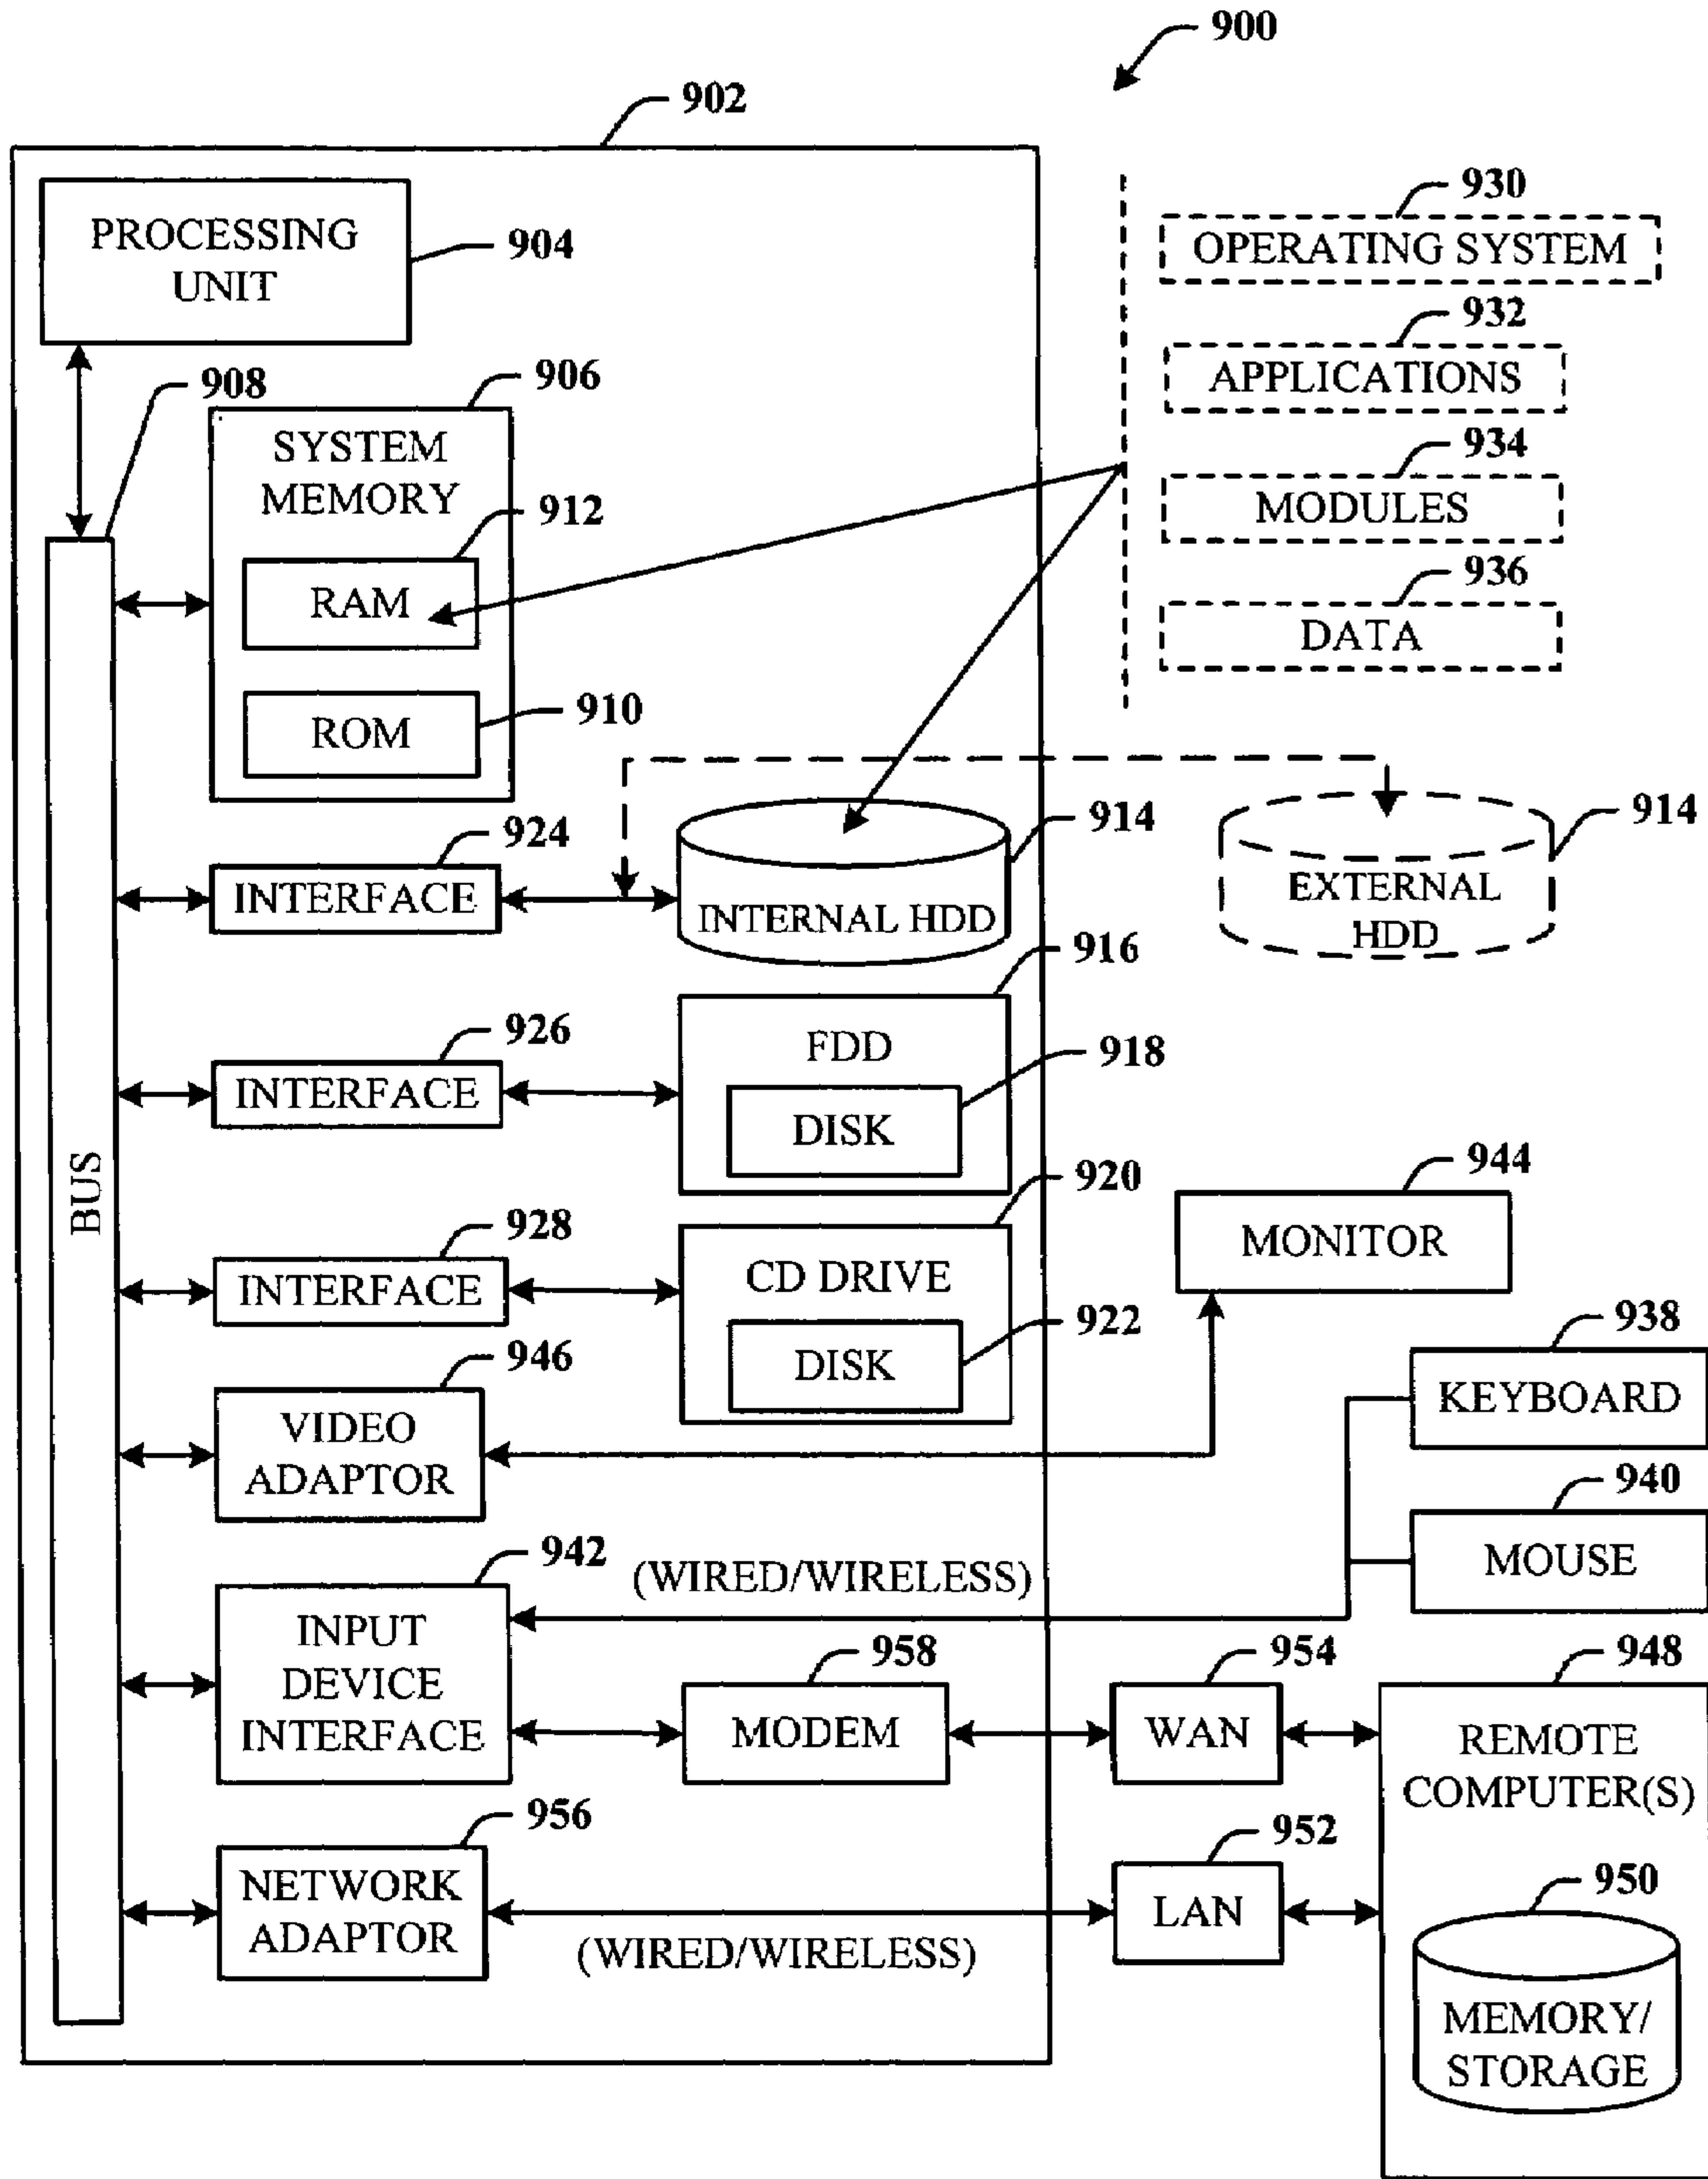 900
902
PROCESSING
UNIT
904
930
OPERATING SYSTEM
932
APPLICATIONS
934
MODULES
936
DATA
908
906
SYSTEM
MEMORY
912
RAM
910
ROM
924
INTERFACE
914
INTERNAL HDD
914
EXTERNAL
HDD
916
FDD
926
INTERFACE
918
DISK
BUS
920
CD DRIVE
928
INTERFACE
922
DISK
944
MONITOR
938
KEYBOARD
946
VIDEO
ADAPTOR
940
MOUSE
942
(WIRED/WIRELESS)
INPUT
DEVICE
INTERFACE
958
MODEM
954
WAN
948
REMOTE
COMPUTER(S)
956
NETWORK
ADAPTOR
(WIRED/WIRELESS)
952
LAN
950
MEMORY/
STORAGE